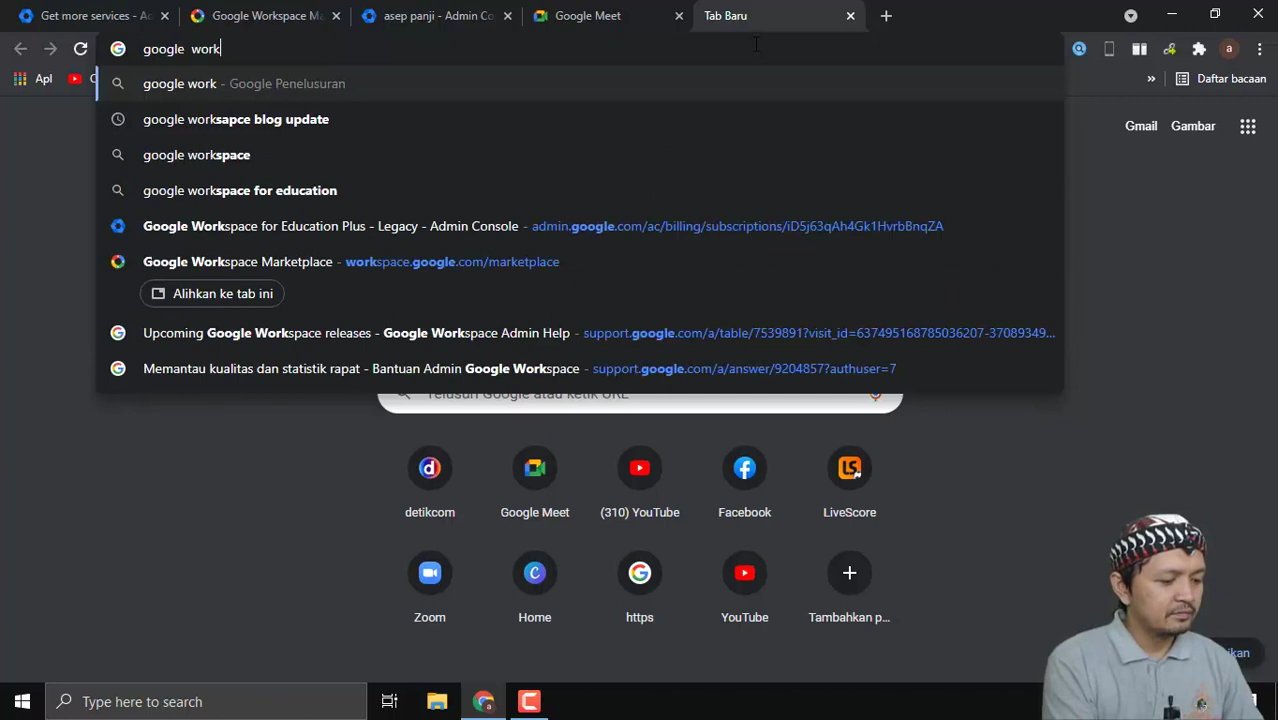 Get more services - Ad
Google Workspace Ma
asep panji - Admin Co
Google Meet
Tab Baru
google  work
Apl
Daftar bacaan
google work - Google Penelusuran
google worksapce blog update
google workspace
google workspace for education
Google Workspace for Education Plus - Legacy - Admin Console - admin.google.com/ac/billing/subscriptions/iD5j63qAh4Gk1HvrbBnqZA
Google Workspace Marketplace - workspace.google.com/marketplace
Alihkan ke tab ini
Upcoming Google Workspace releases - Google Workspace Admin Help - support.google.com/a/table/7539891?visit_id=637495168785036207-37089349...
Memantau kualitas dan statistik rapat - Bantuan Admin Google Workspace - support.google.com/a/answer/9204857?authuser=7
Gmail
Gambar
Telusuri Google atau ketik URL
detikcom
Google Meet
(310) YouTube
Facebook
LiveScore
Zoom
Home
https
YouTube
Tambahkan p...
Type here to search